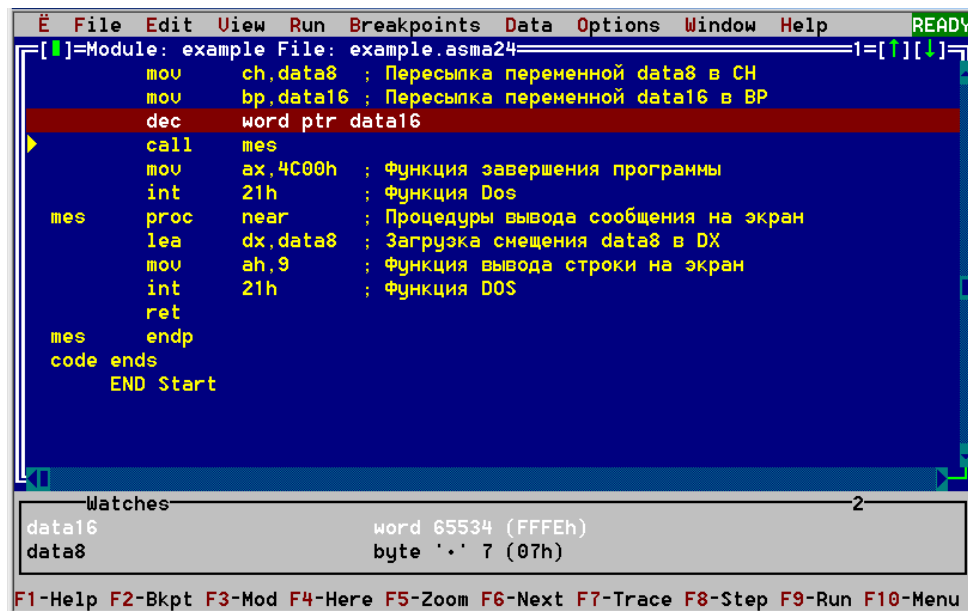 Ë File Edit View Run Breakpoints Data Options Window Help READY
[▮]=Module: example File: example.asma24 1=[↑][↓]
mov ch,data8 ; Пересылка переменной data8 в CH
mov bp,data16 ; Пересылка переменной data16 в BP
dec word ptr data16
call mes
mov ax,4C00h ; Функция завершения программы
int 21h ; Функция Dos
mes proc near ; Процедуры вывода сообщения на экран
lea dx,data8 ; Загрузка смещения data8 в DX
mov ah,9 ; Функция вывода строки на экран
int 21h ; Функция DOS
ret
mes endp
code ends
END Start
Watches 2
data16 word 65534 (FFFEh)
data8 byte '•' 7 (07h)
F1-Help F2-Bkpt F3-Mod F4-Here F5-Zoom F6-Next F7-Trace F8-Step F9-Run F10-Menu